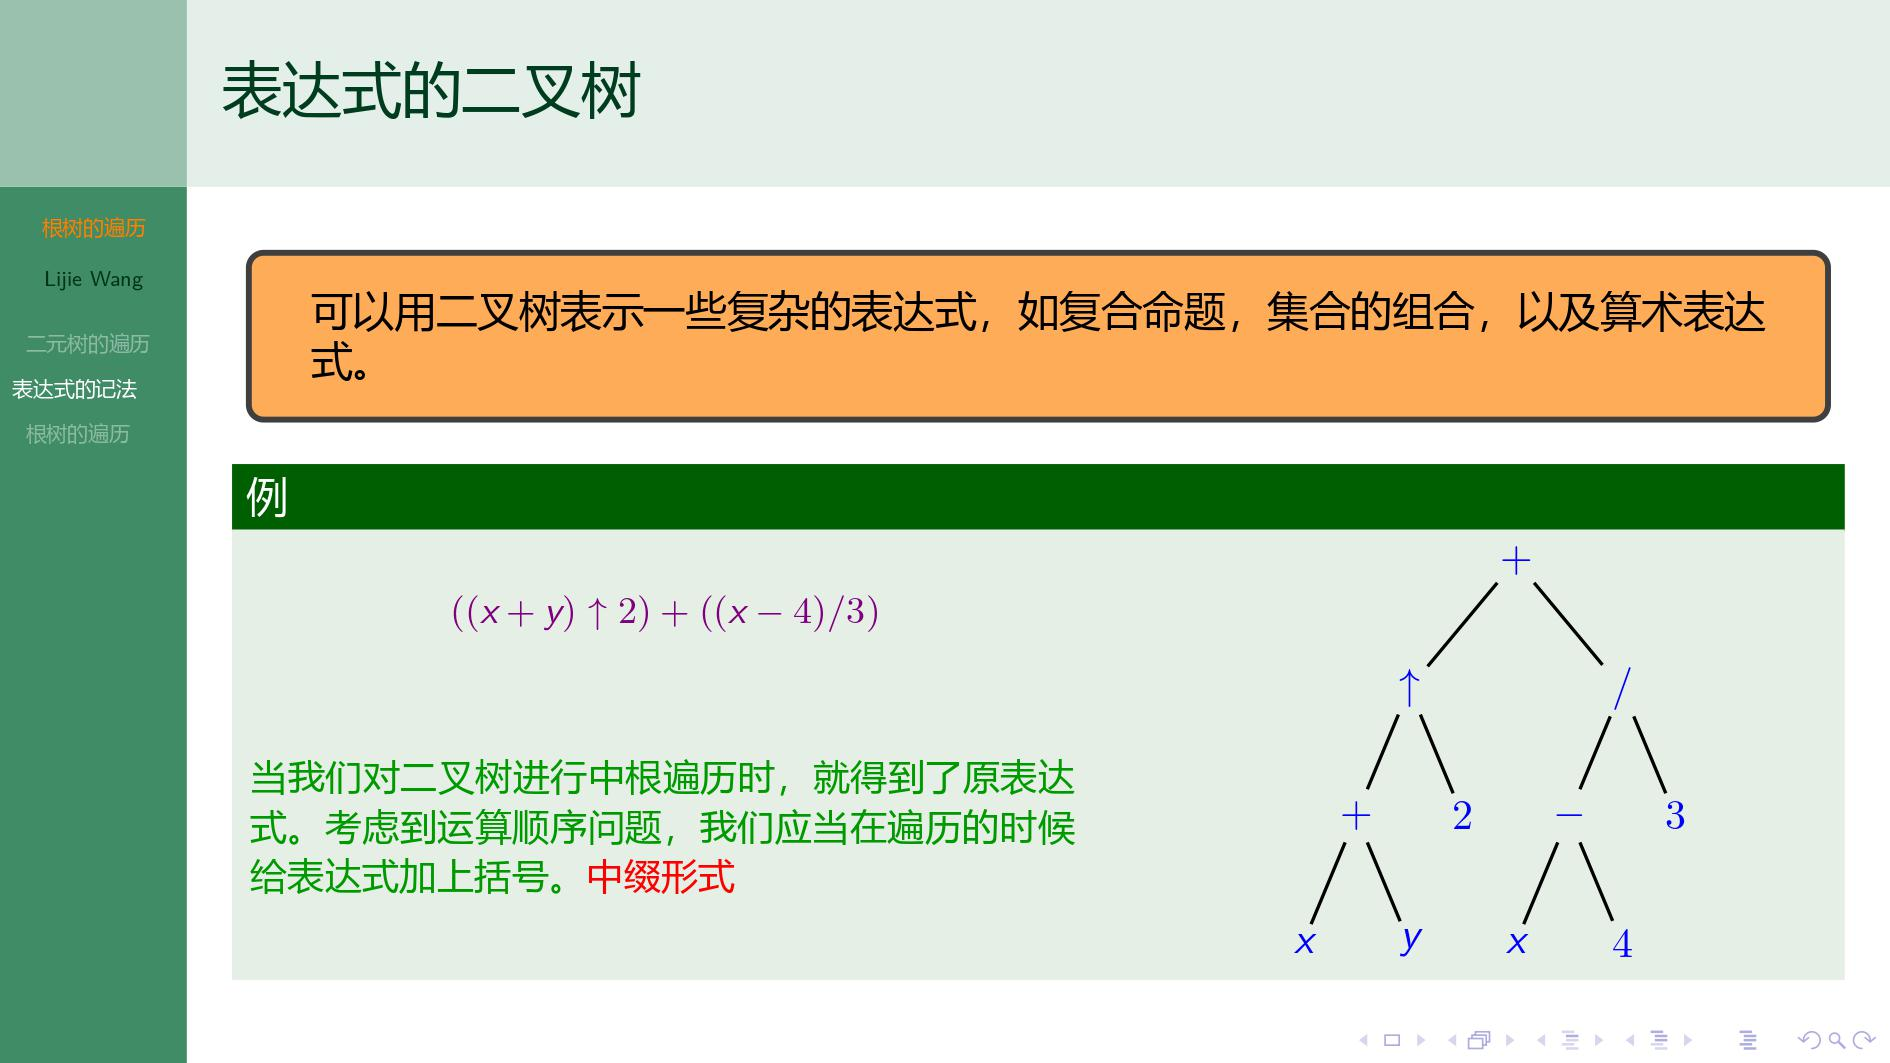 表达式的二叉树
根树的遍历
Lijie Wang
二元树的遍历
表达式的记法
根树的遍历
可以用二叉树表示一些复杂的表达式，如复合命题，集合的组合，以及算术表达
式。
例
((x + y) ↑ 2) + ((x − 4)/3)
当我们对二叉树进行中根遍历时，就得到了原表达
式。考虑到运算顺序问题，我们应当在遍历的时候
给表达式加上括号。中缀形式
+
↑ /
+ 2 − 3
x y x 4